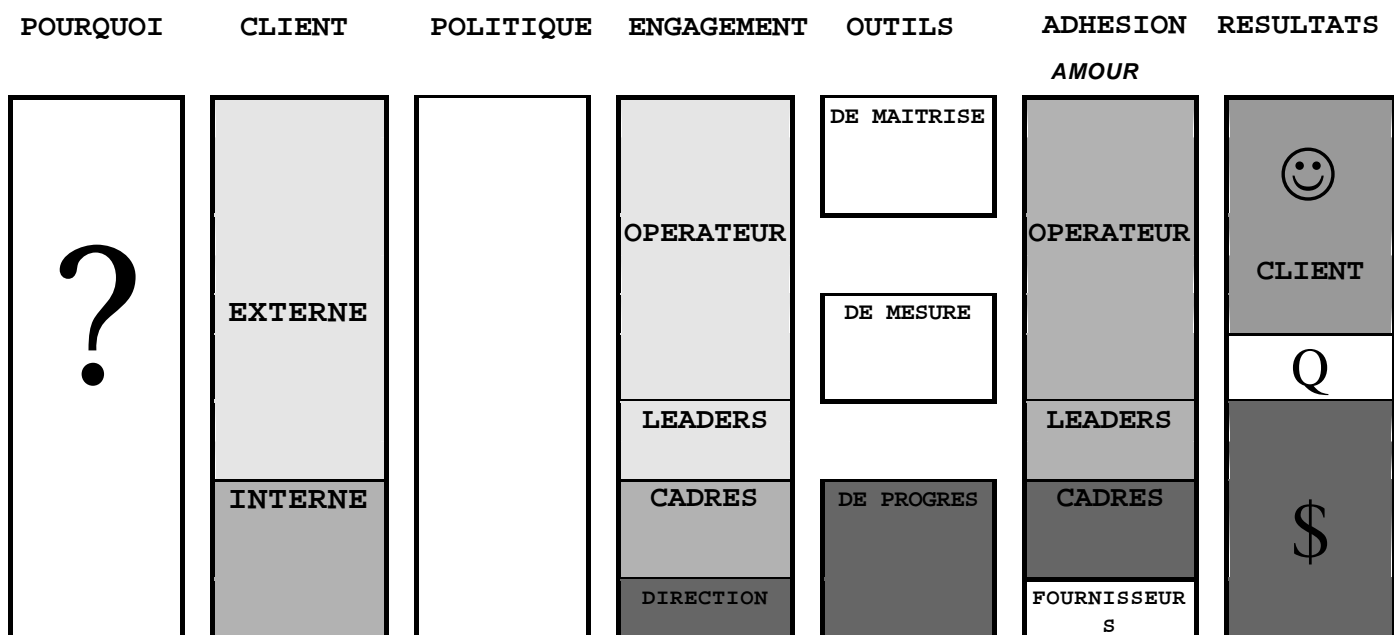 POURQUOI CLIENT POLITIQUE ENGAGEMENT OUTILS ADHESION RESULTATS
AMOUR
?
EXTERNE
INTERNE
OPERATEUR
LEADERS
CADRES
DIRECTION
DE MAITRISE
DE MESURE
DE PROGRES
OPERATEUR
LEADERS
CADRES
FOURNISSEUR
S
CLIENT
Q
$